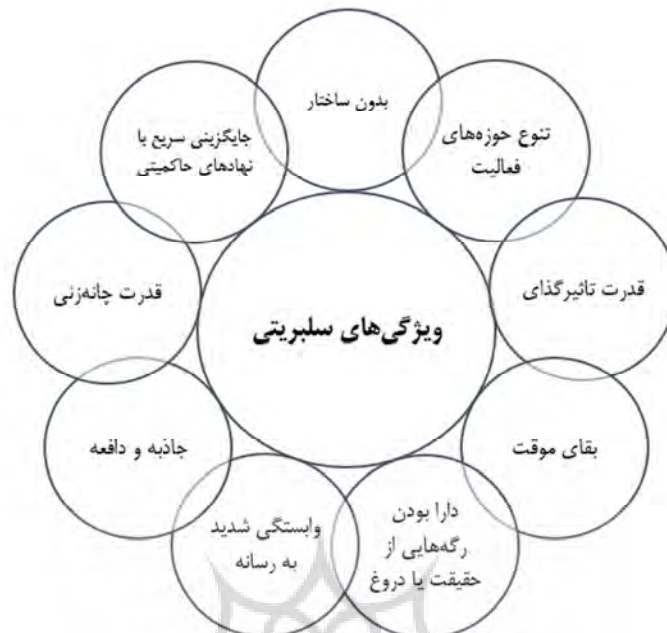 بدون ساختار
تنوع حوزه‌های
فعالیت
قدرت تاثیرگذای
بقای موقت
دارا بودن
رگه‌هایی از
حقیقت یا دروغ
وابستگی شدید
به رسانه
جاذبه و دافعه
قدرت چانه‌زنی
جایگزینی سریع با
نهادهای حاکمیتی
ویژگی‌های سلبریتی